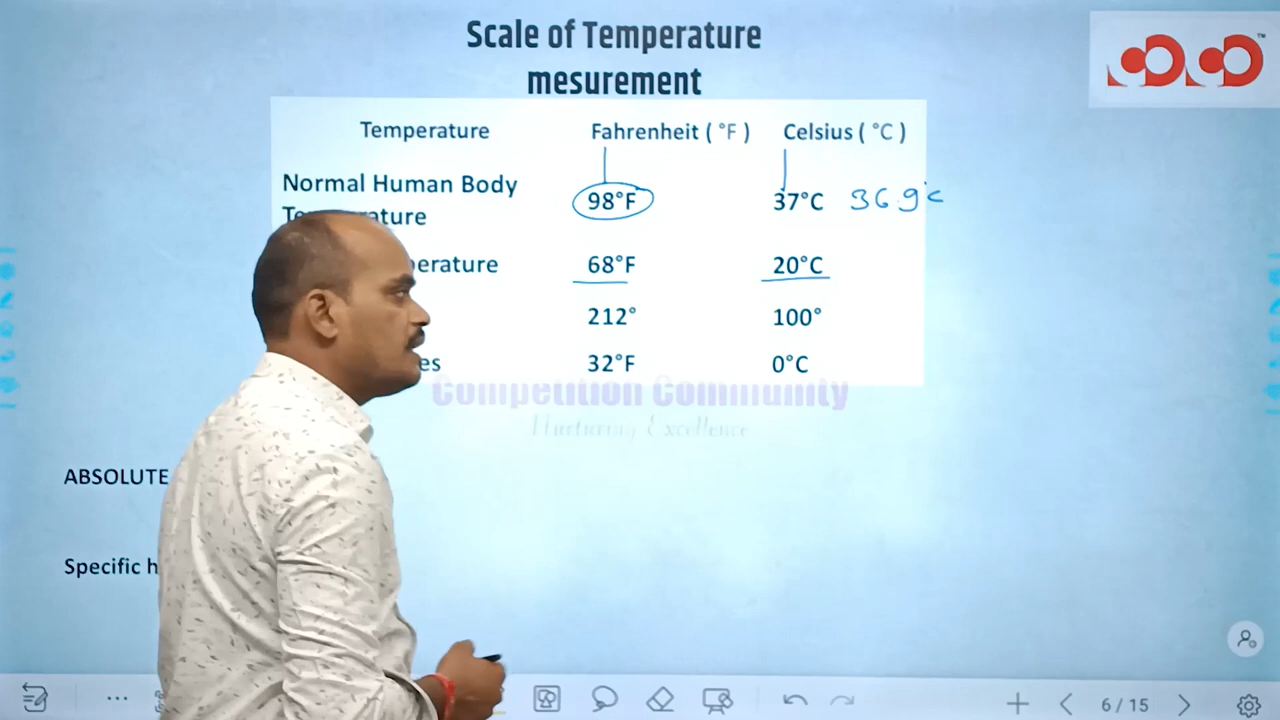 Scale of Temperature
mesurement
Temperature Fahrenheit ( °F ) Celsius ( °C )
Normal Human Body
98°F 37°C 36.9°c
ature
erature 68°F 20°C
212° 100°
es 32°F 0°C
Competition Community
Nurturing Excellence
ABSOLUTE
Specific h
6 / 15